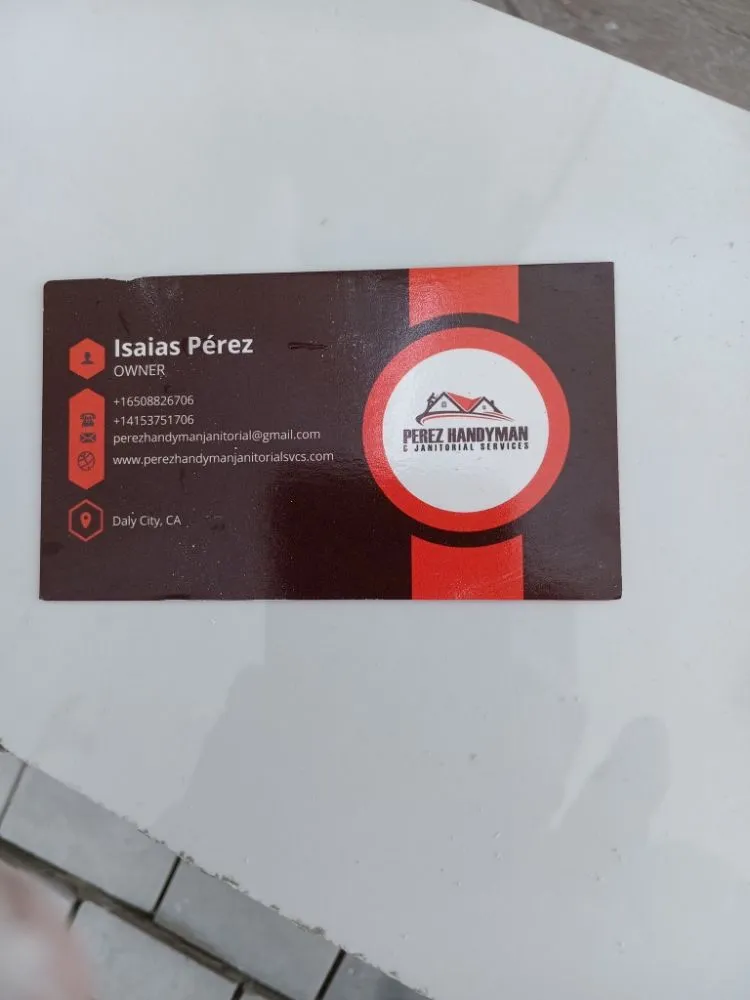 Isaias Pérez
OWNER
+16508826706
+14153751706
perezhandymanjanitorial@gmail.com
www.perezhandymanjanitorialsvcs.com
Daly City, CA
PEREZ HANDYMAN
& JANITORIAL SERVICES